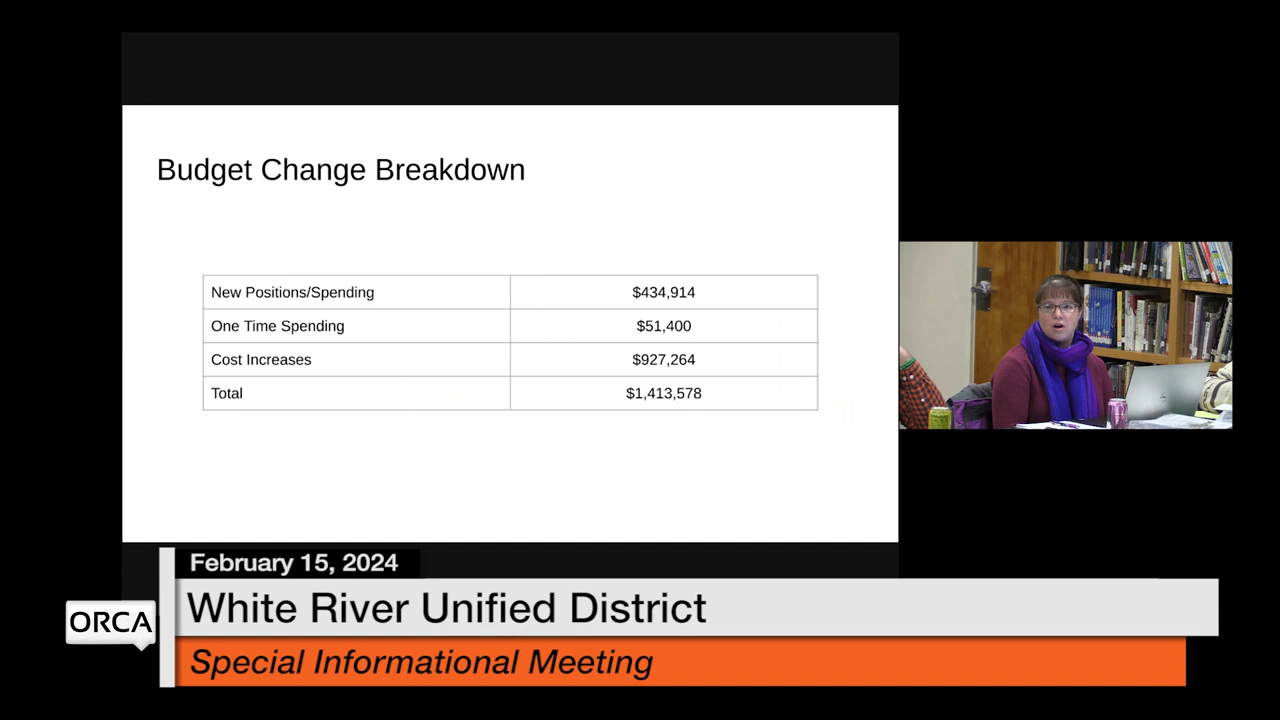 Budget Change Breakdown
New Positions/Spending $434,914
One Time Spending $51,400
Cost Increases $927,264
Total $1,413,578
February 15, 2024
White River Unified District
ORCA
Special Informational Meeting